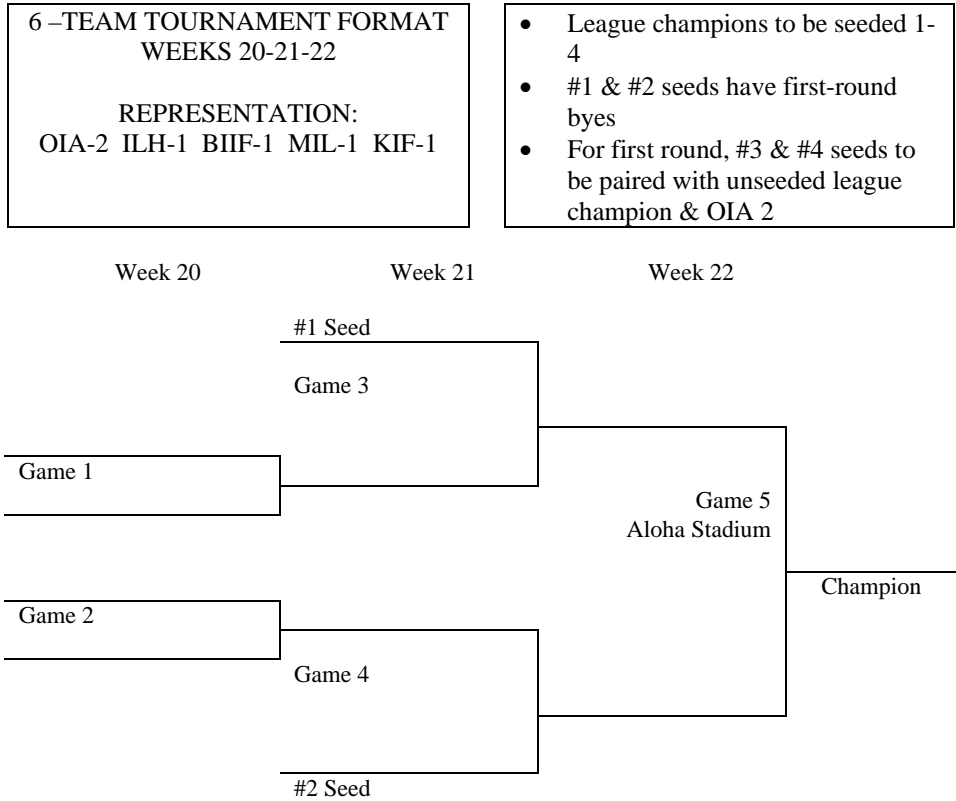 6 –TEAM TOURNAMENT FORMAT
WEEKS 20-21-22
REPRESENTATION:
OIA-2 ILH-1 BIIF-1 MIL-1 KIF-1
• League champions to be seeded 1-
4
• #1 & #2 seeds have first-round
byes
• For first round, #3 & #4 seeds to
be paired with unseeded league
champion & OIA 2
Week 20 Week 21 Week 22
#1 Seed
Game 3
Game 1
Game 5
Aloha Stadium
Champion
Game 2
Game 4
#2 Seed